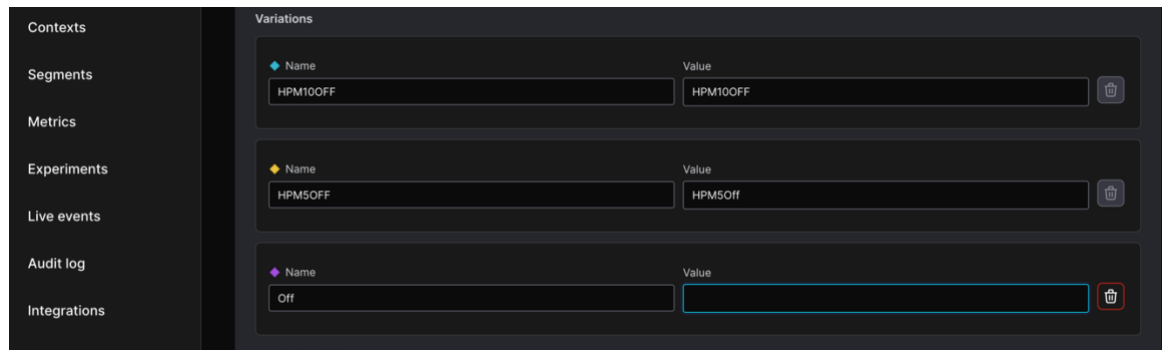 Contexts
Segments
Metrics
Experiments
Live events
Audit log
Integrations
Variations
Name
Value
HPM10OFF
HPM10OFF
Name
Value
HPM5OFF
HPM5Off
Name
Value
Off